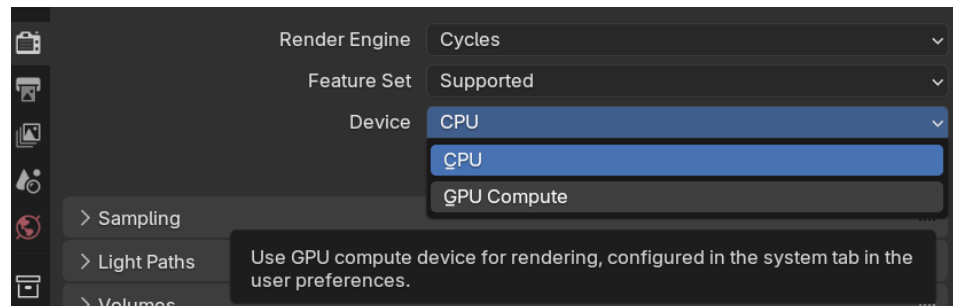 Render Engine Cycles
Feature Set Supported
Device CPU
CPU
GPU Compute
Sampling
Light Paths
Use GPU compute device for rendering, configured in the system tab in the
user preferences.
Volumes